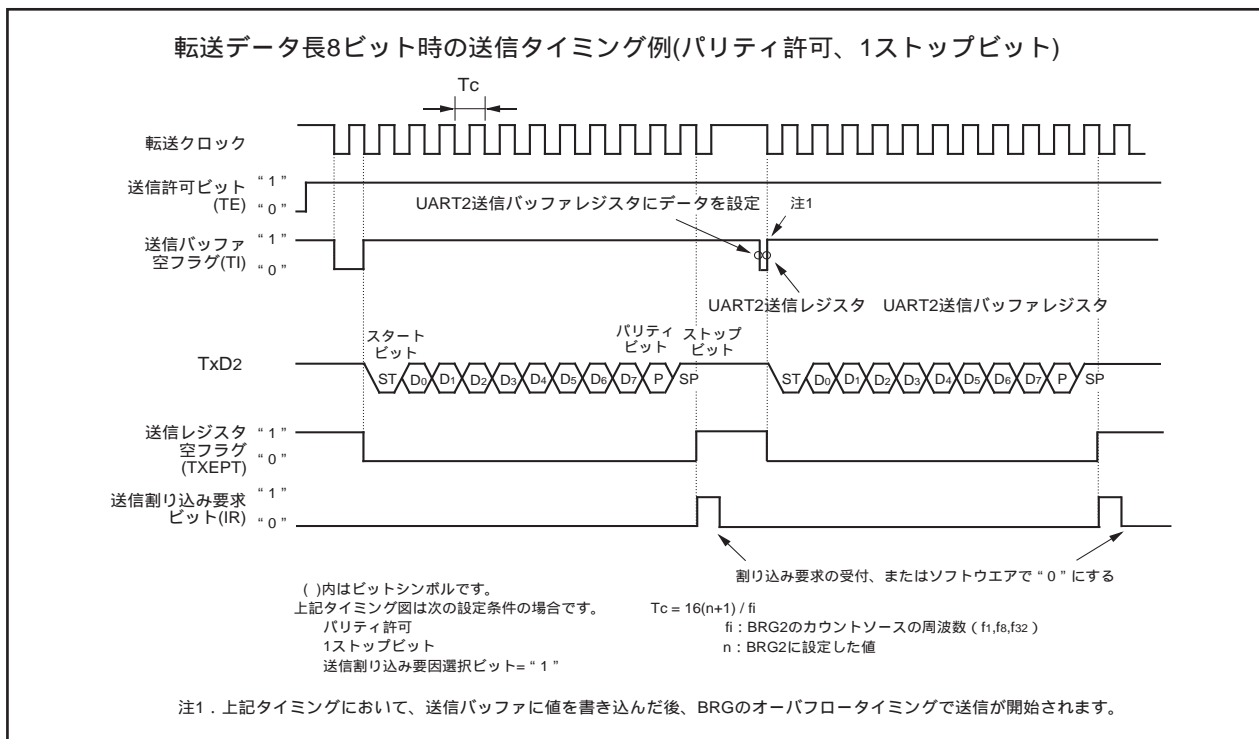 転送データ長8ビット時の送信タイミング例(パリティ許可、1ストップビット)
Tc
転送クロック
送信許可ビット(TE)
“1”
“0”
UART2送信バッファレジスタにデータを設定
注1
送信バッファ
空フラグ(TI)
“1”
“0”
UART2送信レジスタ UART2送信バッファレジスタ
スタートビット
パリティビット
ストップビット
TxD2
ST D0 D1 D2 D3 D4 D5 D6 D7 P SP
ST D0 D1 D2 D3 D4 D5 D6 D7 P SP
送信レジスタ
空フラグ
(TXEPT)
“1”
“0”
送信割り込み要求
ビット(IR)
“1”
“0”
割り込み要求の受付、またはソフトウエアで“0”にする
( )内はビットシンボルです。
上記タイミング図は次の設定条件の場合です。
パリティ許可
1ストップビット
送信割り込み要因選択ビット=“1”
Tc = 16(n+1) / fi
fi：BRG2のカウントソースの周波数（f1,f8,f32）
n：BRG2に設定した値
注1．上記タイミングにおいて、送信バッファに値を書き込んだ後、BRGのオーバフロータイミングで送信が開始されます。